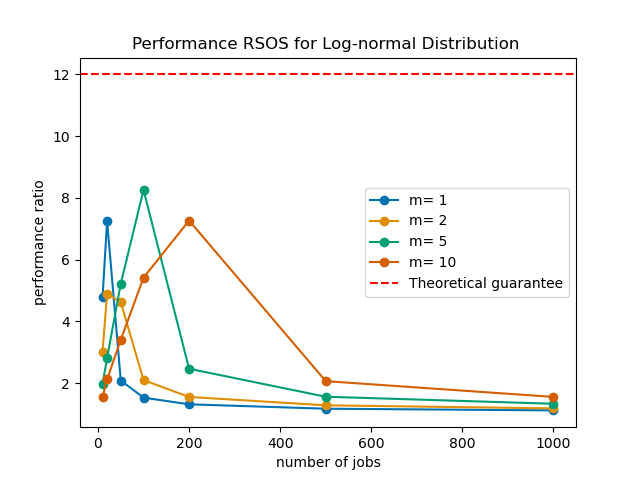 Performance RSOS for Log-normal Distribution
performance ratio
12
10
8
6
4
2
m= 1
m= 2
m= 5
m= 10
Theoretical guarantee
0
200
400
600
800
1000
number of jobs